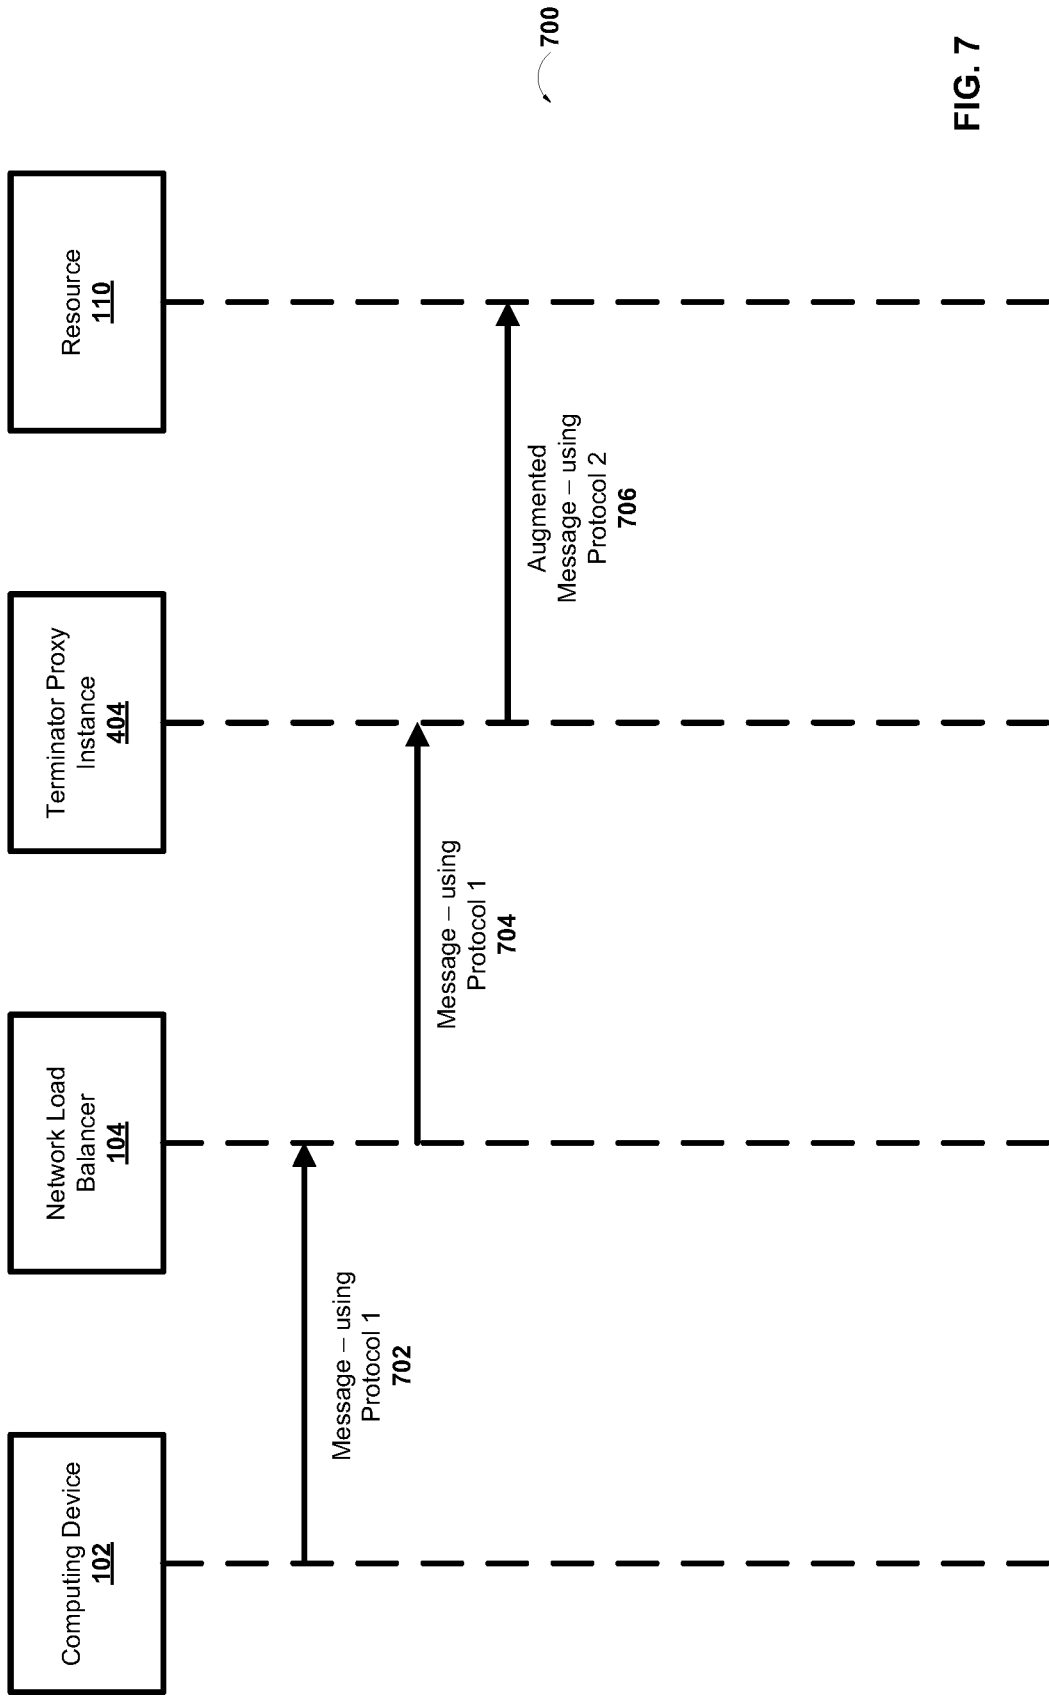 Computing Device
102
Network Load
Balancer
104
Terminator Proxy
Instance
404
Resource
110
Message – using
Protocol 1
702
Message – using
Protocol 1
704
Augmented
Message – using
Protocol 2
706
700
FIG. 7